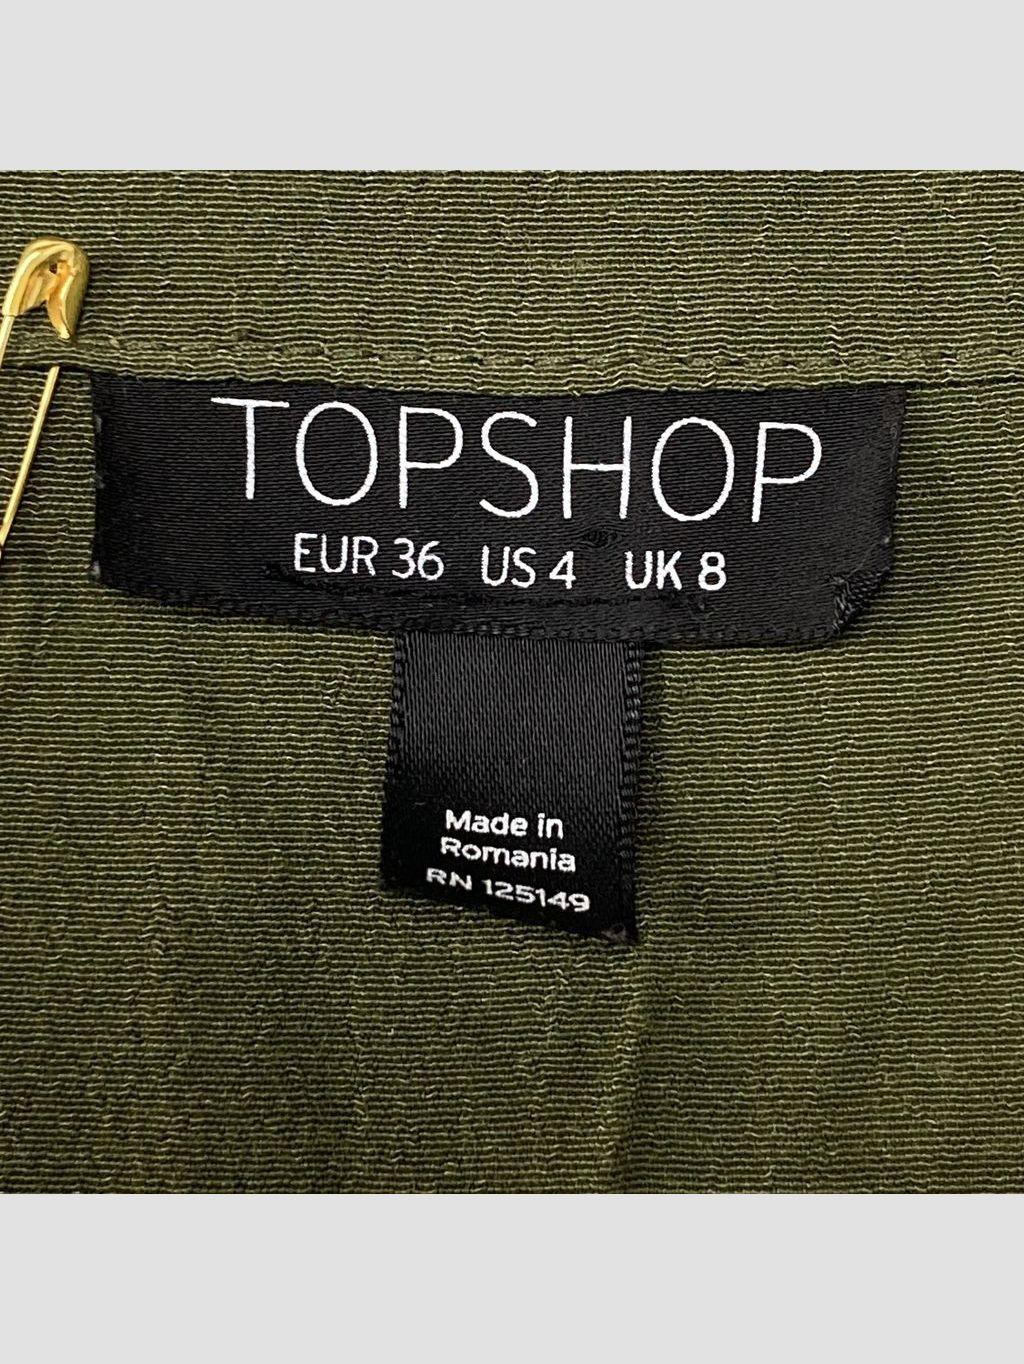 TOPSHOP
EUR 36 US 4 UK 8
Made in
Romania
RN 125149